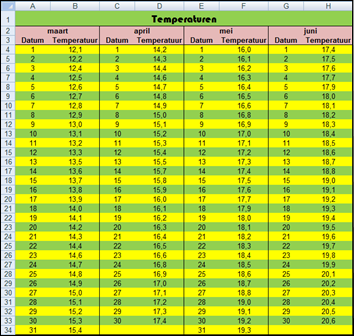 A B C D E F G H
1 Temperaturen
2 maart april mei juni
3 Datum Temperatuur Datum Temperatuur Datum Temperatuur Datum Temperatuur
4 1 12,1 1 14,2 1 16,0 1 17,4
5 2 12,2 2 14,3 2 16,1 2 17,5
6 3 12,4 3 14,4 3 16,2 3 17,6
7 4 12,5 4 14,6 4 16,3 4 17,7
8 5 12,6 5 14,7 5 16,4 5 17,9
9 6 12,7 6 14,8 6 16,5 6 18,0
10 7 12,8 7 14,9 7 16,6 7 18,1
11 8 12,9 8 15,0 8 16,8 8 18,2
12 9 13,0 9 15,1 9 16,9 9 18,3
13 10 13,1 10 15,2 10 17,0 10 18,4
14 11 13,2 11 15,3 11 17,1 11 18,5
15 12 13,3 12 15,4 12 17,2 12 18,6
16 13 13,5 13 15,5 13 17,3 13 18,7
17 14 13,6 14 15,7 14 17,4 14 18,8
18 15 13,7 15 15,8 15 17,5 15 19,0
19 16 13,8 16 15,9 16 17,6 16 19,1
20 17 13,9 17 16,0 17 17,7 17 19,2
21 18 14,0 18 16,1 18 17,9 18 19,3
22 19 14,1 19 16,2 19 18,0 19 19,4
23 20 14,2 20 16,3 20 18,1 20 19,5
24 21 14,3 21 16,4 21 18,2 21 19,6
25 22 14,4 22 16,5 22 18,3 22 19,7
26 23 14,6 23 16,6 23 18,4 23 19,8
27 24 14,7 24 16,8 24 18,5 24 19,9
28 25 14,8 25 16,9 25 18,6 25 20,1
29 26 14,9 26 17,0 26 18,7 26 20,2
30 27 15,0 27 17,1 27 18,8 27 20,3
31 28 15,1 28 17,2 28 19,0 28 20,4
32 29 15,2 29 17,3 29 19,1 29 20,5
33 30 15,3 30 17,4 30 19,2 30 20,6
34 31 15,4 31 19,3